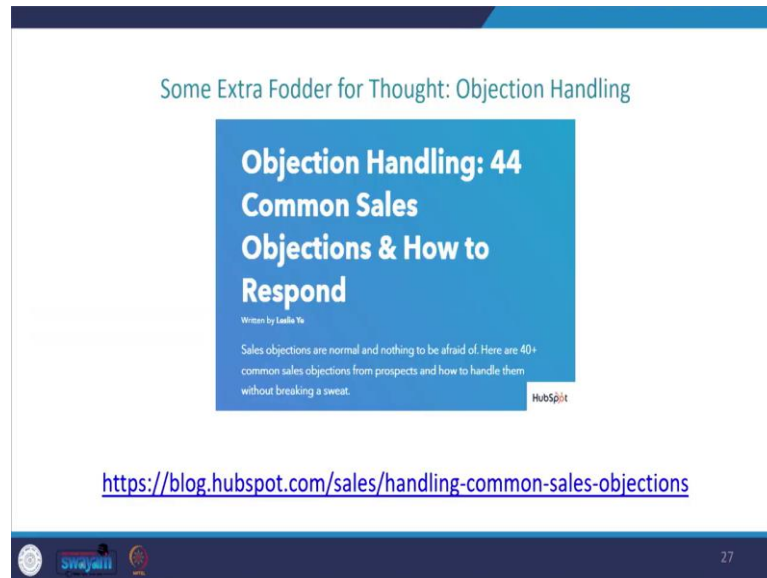 Some Extra Fodder for Thought: Objection Handling
Objection Handling: 44
Common Sales
Objections & How to
Respond
Written by Leslie Ye
Sales objections are normal and nothing to be afraid of. Here are 40+
common sales objections from prospects and how to handle them
without breaking a sweat.
HubSpot
https://blog.hubspot.com/sales/handling-common-sales-objections
swayam
27